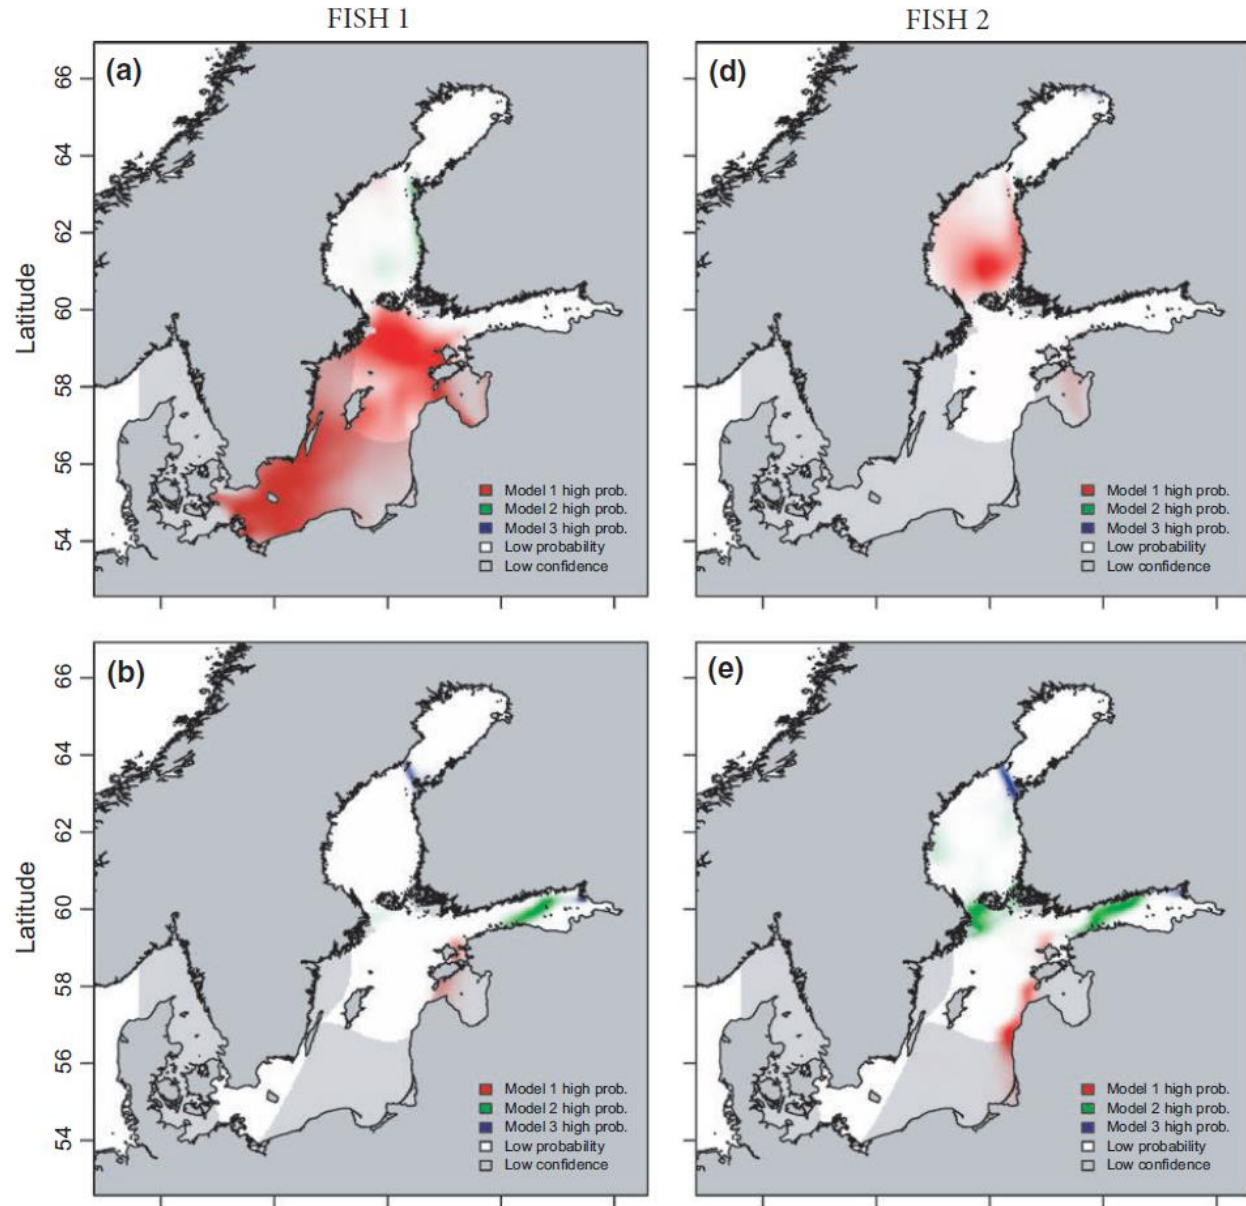 FISH 1
FISH 2
(a)
66
64
62
60
58
56
54
Latitude
Model 1 high prob.
Model 2 high prob.
Model 3 high prob.
Low probability
Low confidence
(d)
Model 1 high prob.
Model 2 high prob.
Model 3 high prob.
Low probability
Low confidence
(b)
66
64
62
60
58
56
54
Latitude
Model 1 high prob.
Model 2 high prob.
Model 3 high prob.
Low probability
Low confidence
(e)
Model 1 high prob.
Model 2 high prob.
Model 3 high prob.
Low probability
Low confidence